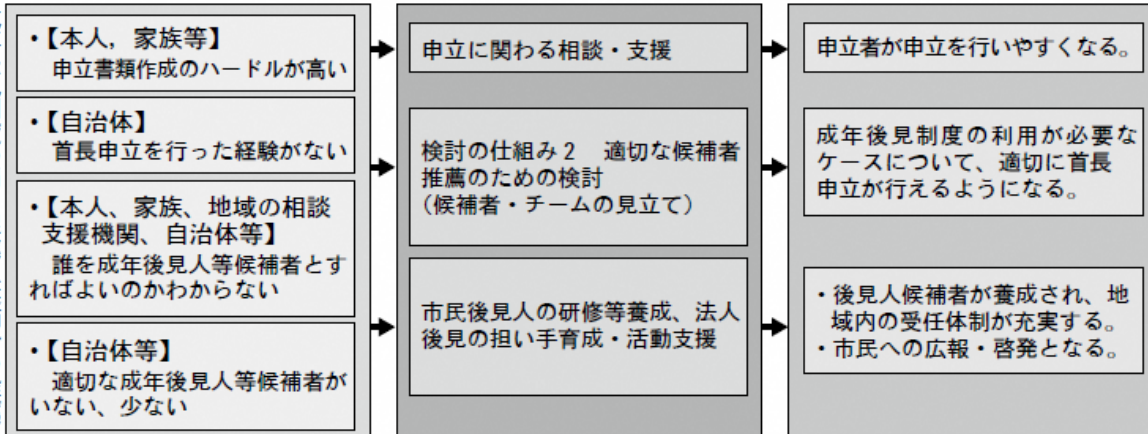 ・【本人，家族等】
申立書類作成のハードルが高い
・【自治体】
首長申立を行った経験がない
・【本人、家族、地域の相談
支援機関、自治体等】
誰を成年後見人等候補者とす
ればよいのかわからない
・【自治体等】
適切な成年後見人等候補者が
いない、少ない
申立に関わる相談・支援
検討の仕組み２　適切な候補者
推薦のための検討
(候補者・チームの見立て)
市民後見人の研修等養成、法人
後見の担い手育成・活動支援
申立者が申立を行いやすくなる。
成年後見制度の利用が必要な
ケースについて、適切に首長
申立が行えるようになる。
・後見人候補者が養成され、地
域内の受任体制が充実する。
・市民への広報・啓発となる。